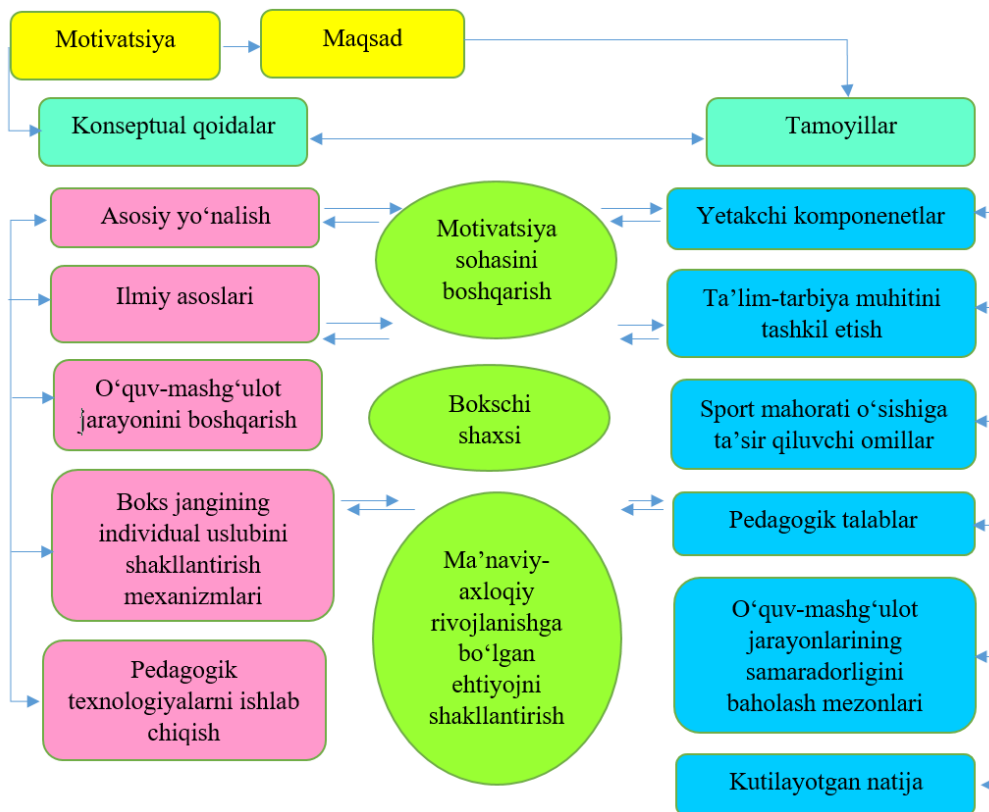 Motivatsiya
Maqsad
Konseptual qoidalar
Tamoyillar
Asosiy yo‘nalish
Ilmiy asoslari
O‘quv-mashg‘ulot
jarayonini boshqarish
Boks jangining
individual uslubini
shakllantirish
mexanizmlari
Pedagogik
texnologiyalarni ishlab
chiqish
Motivatsiya
sohasini
boshqarish
Bokschi
shaxsi
Ma’naviy-
axloqiy
rivojlanishga
bo‘lgan
ehtiyojni
shakllantirish
Yetakchi komponenetlar
Ta’lim-tarbiya muhitini
tashkil etish
Sport mahorati o‘sishiga
ta’sir qiluvchi omillar
Pedagogik talablar
O‘quv-mashg‘ulot
jarayonlarining
samaradorligini
baholash mezonlari
Kutilayotgan natija